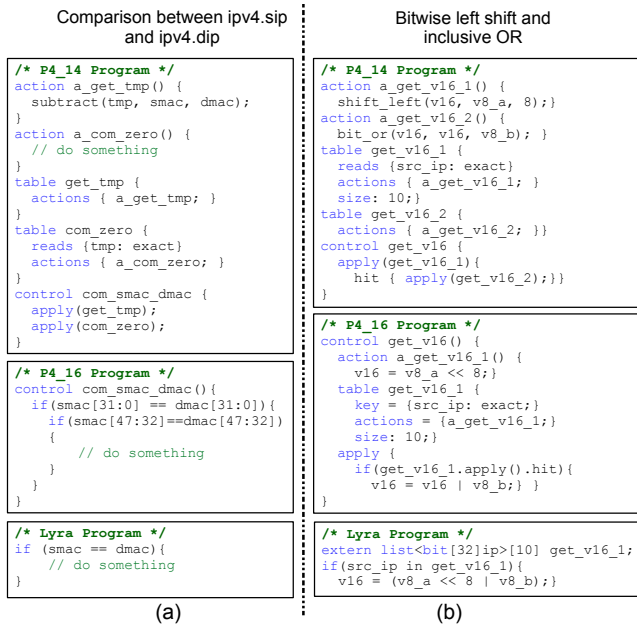 Comparison between ipv4.sip
and ipv4.dip
/* P4_14 Program */
action a_get_tmp() {
  subtract(tmp, smac, dmac);
}
action a_com_zero() {
  // do something
}
table get_tmp {
  actions { a_get_tmp; }
}
table com_zero {
  reads {tmp: exact}
  actions { a_com_zero; }
}
control com_smac_dmac {
  apply(get_tmp);
  apply(com_zero);
}
/* P4_16 Program */
control com_smac_dmac(){
  if(smac[31:0] == dmac[31:0]){
    if(smac[47:32]==dmac[47:32])
    {
        // do something
    }
  }
}
/* Lyra Program */
if (smac == dmac){
    // do something
}
(a)
Bitwise left shift and
inclusive OR
/* P4_14 Program */
action a_get_v16_1() {
  shift_left(v16, v8_a, 8);}
action a_get_v16_2() {
  bit_or(v16, v16, v8_b); }
table get_v16_1 {
  reads {src_ip: exact}
  actions { a_get_v16_1; }
  size: 10;}
table get_v16_2 {
  actions { a_get_v16_2; }}
control get_v16 {
  apply(get_v16_1){
    hit { apply(get_v16_2);}}
}
/* P4_16 Program */
control get_v16() {
  action a_get_v16_1() {
    v16 = v8_a << 8;}
  table get_v16_1 {
    key = {src_ip: exact;}
    actions = {a_get_v16_1;}
    size: 10;}
  apply {
    if(get_v16_1.apply().hit){
      v16 = v16 | v8_b;} }
}
/* Lyra Program */
extern list<bit[32]ip>[10] get_v16_1;
if(src_ip in get_v16_1){
  v16 = (v8_a << 8 | v8_b);}
(b)